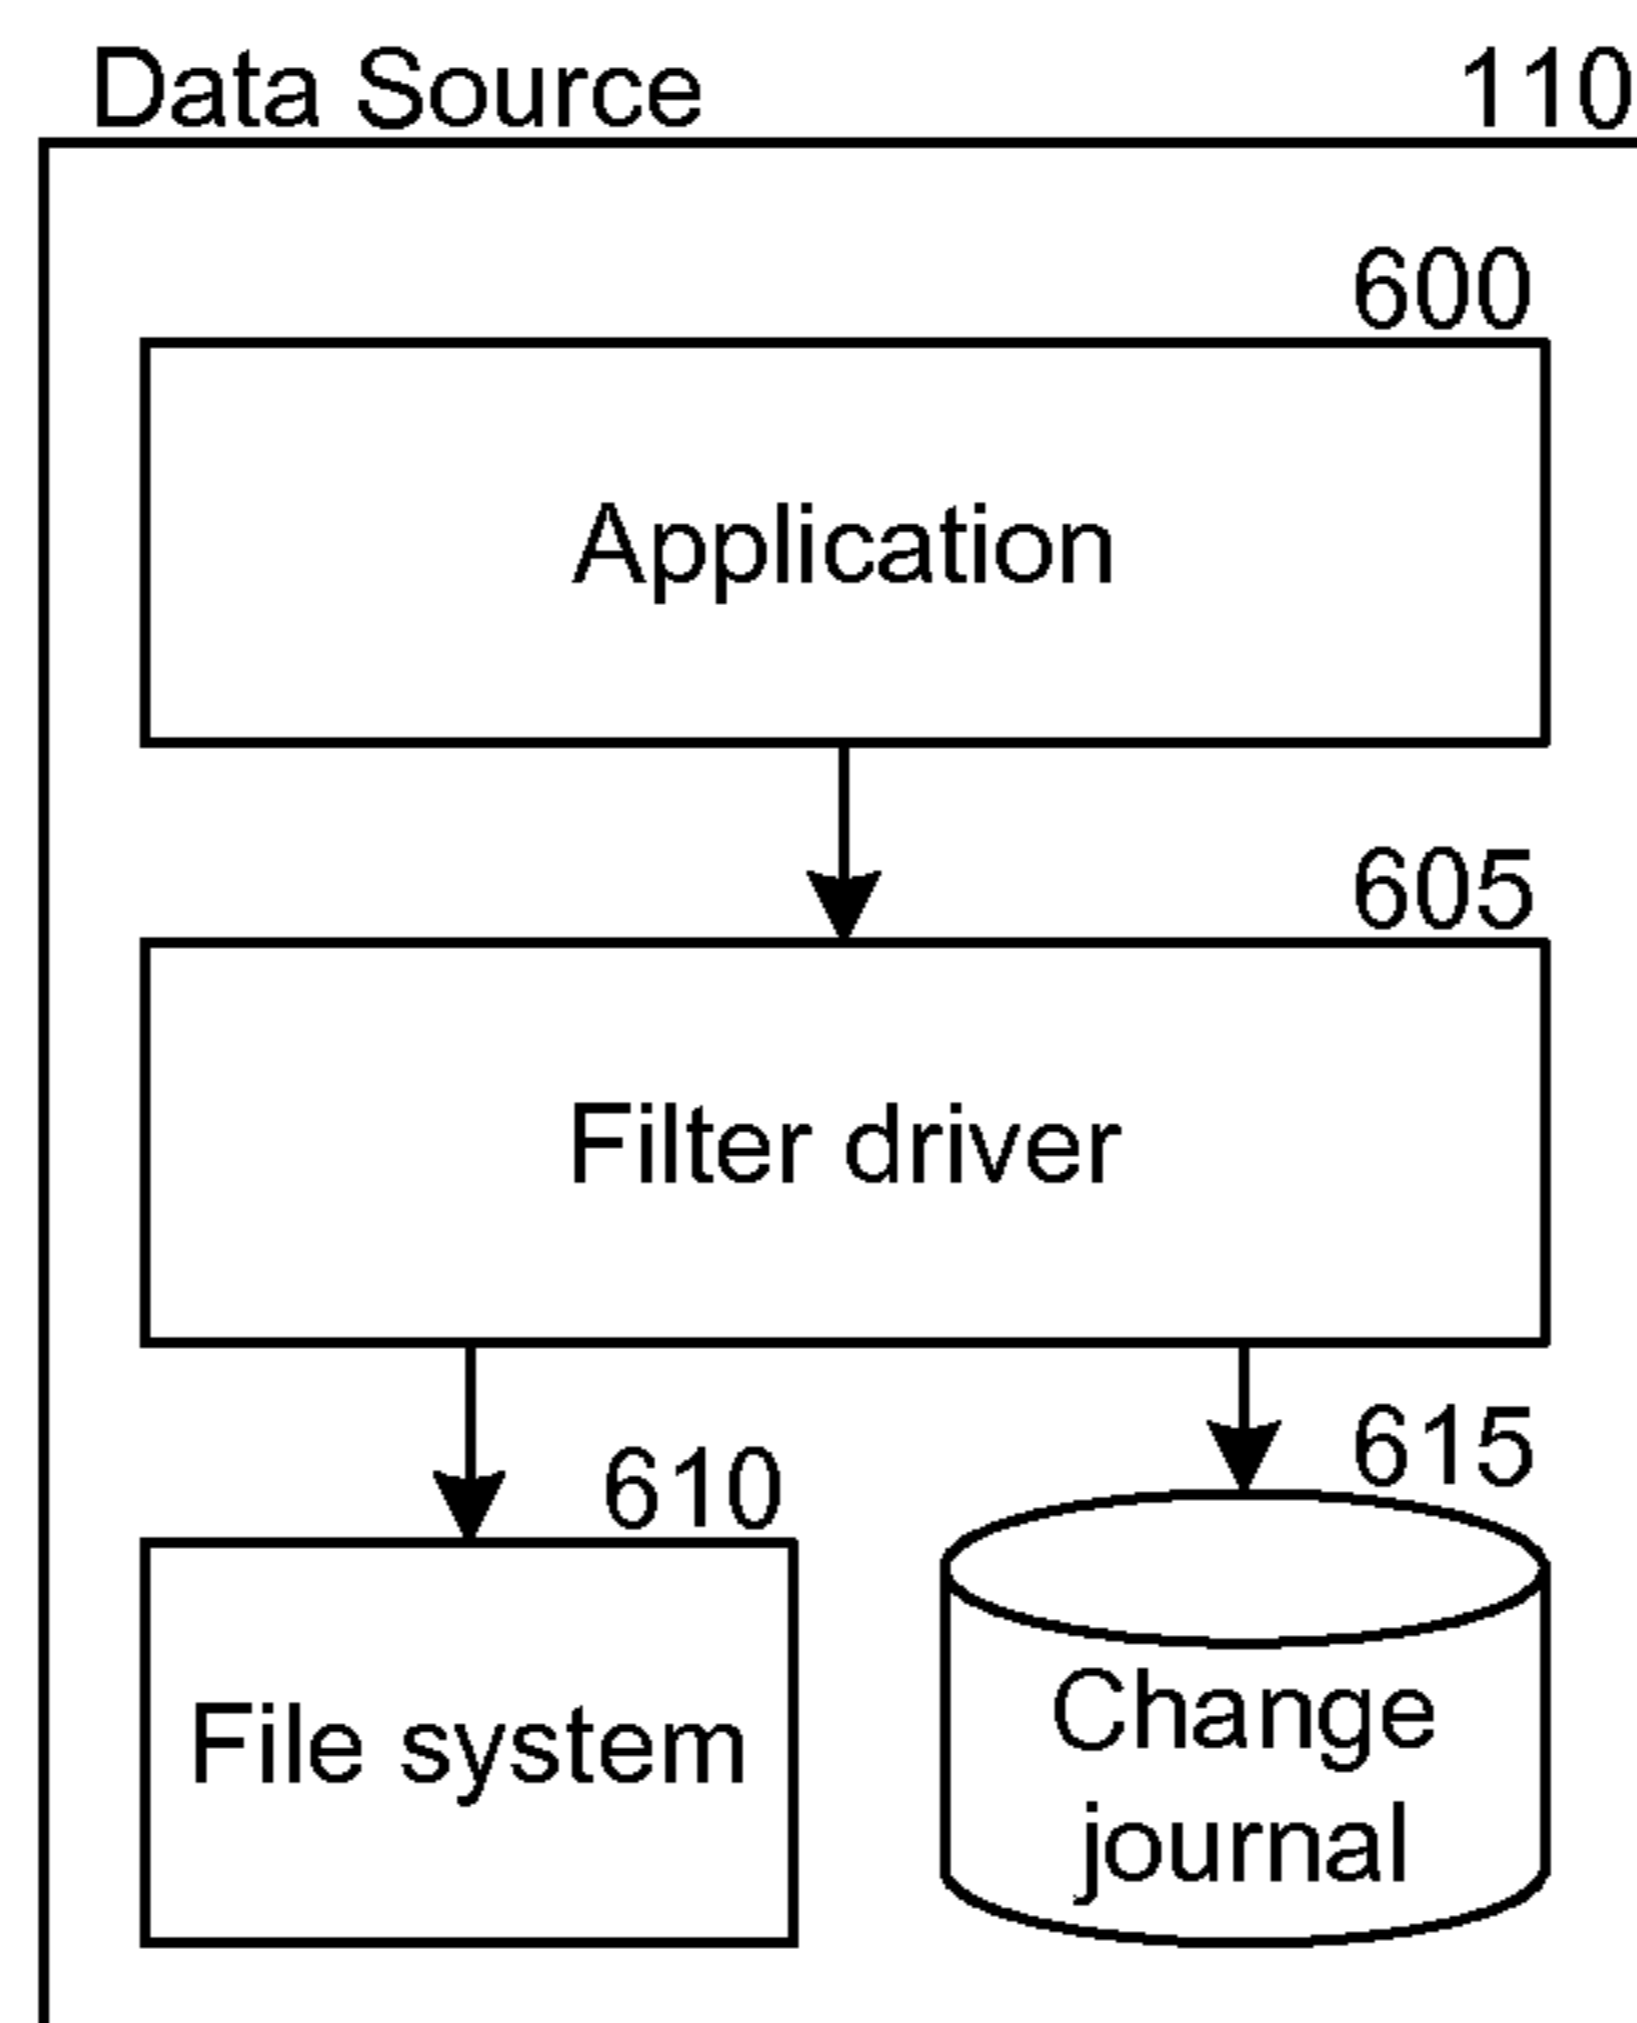 Data Source 110
600
Application
605
Filter driver
610
File system
615
Change
journal